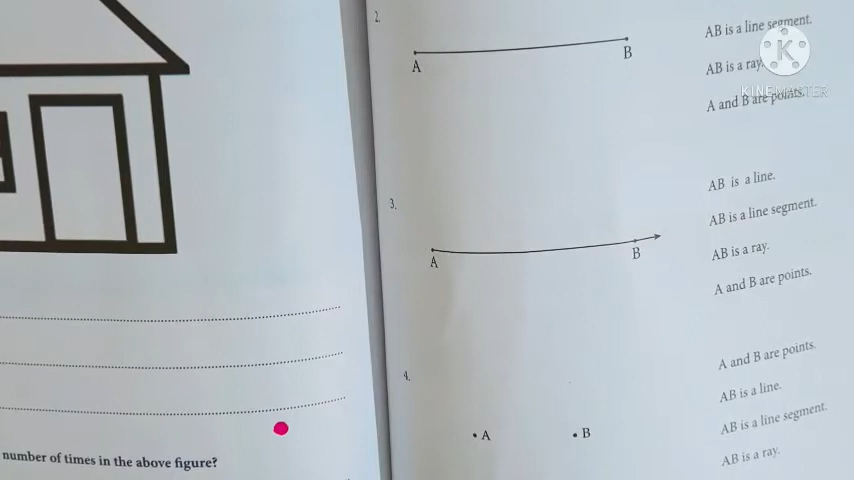 number of times in the above figure?
2.
A
B
AB is a line segment.
AB is a ray.
A and B are points.
3.
A
B
AB is a line.
AB is a line segment.
AB is a ray.
A and B are points.
4.
A
B
A and B are points.
AB is a line.
AB is a line segment.
AB is a ray.
K
KINEMASTER